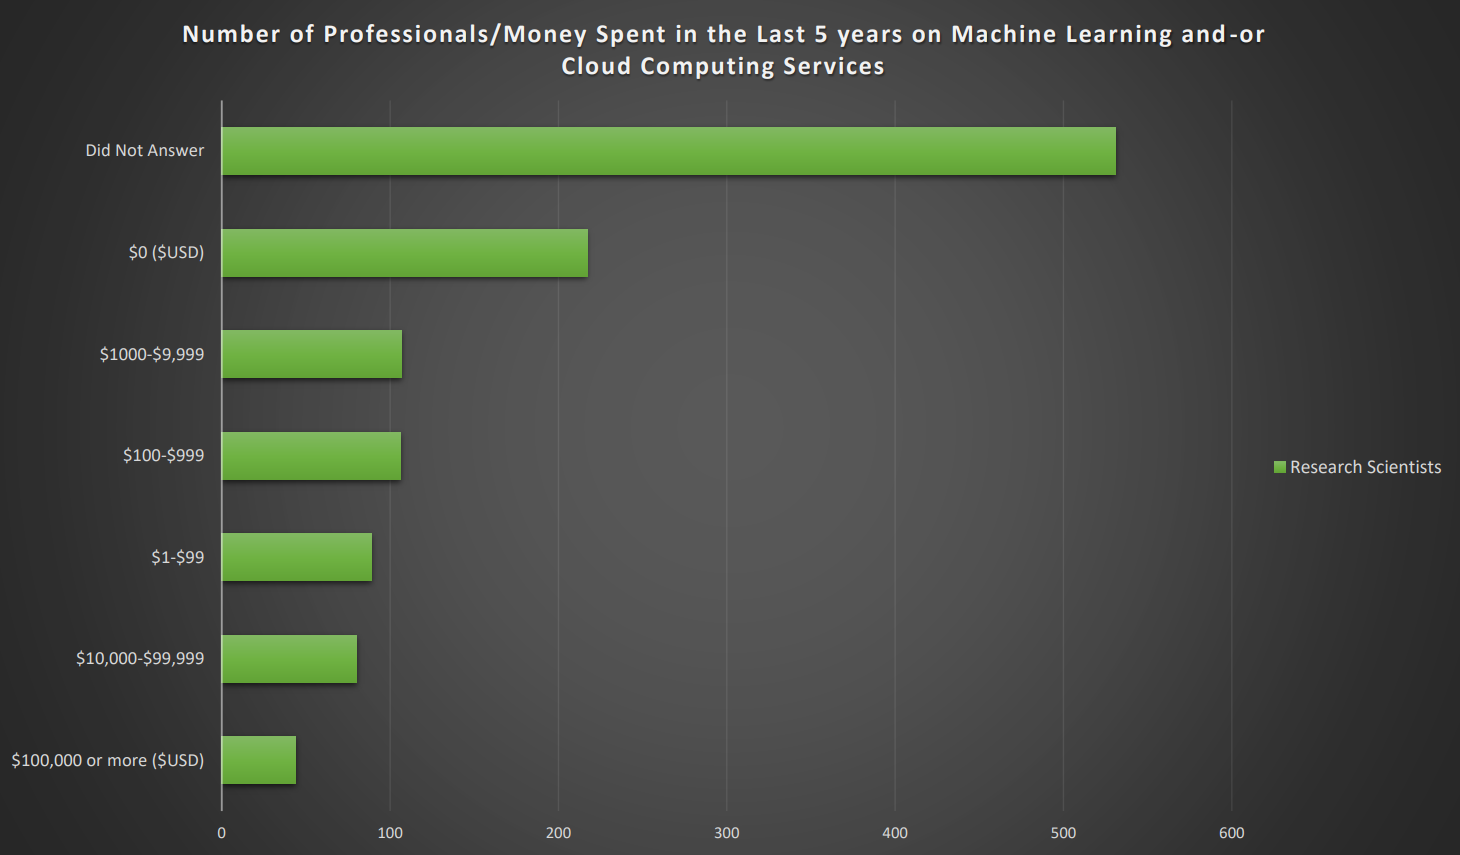 Number of Professionals/Money Spent in the Last 5 years on Machine Learning and-or
Cloud Computing Services
Did Not Answer
$0 ($USD)
$1000-$9,999
$100-$999
$1-$99
$10,000-$99,999
$100,000 or more ($USD)
0 100 200 300 400 500 600
Research Scientists